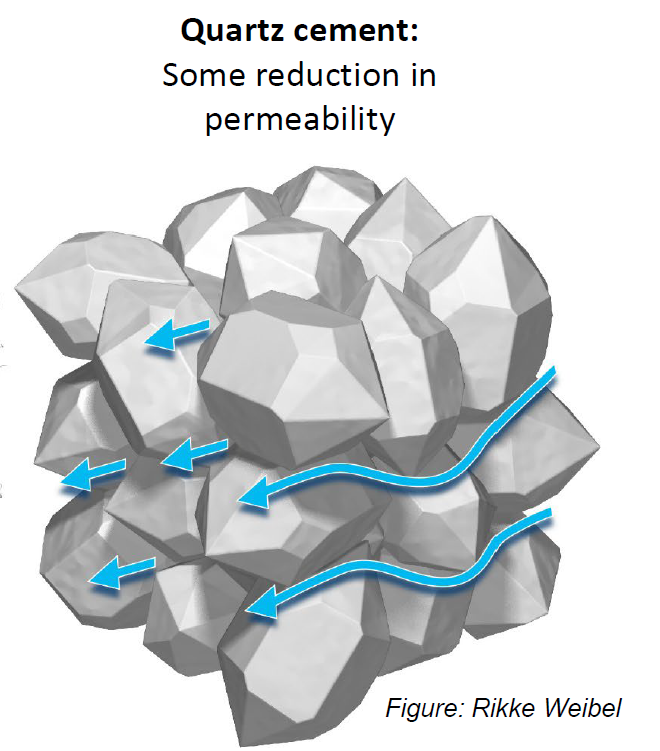 Quartz cement:
Some reduction in
permeability
Figure: Rikke Weibel